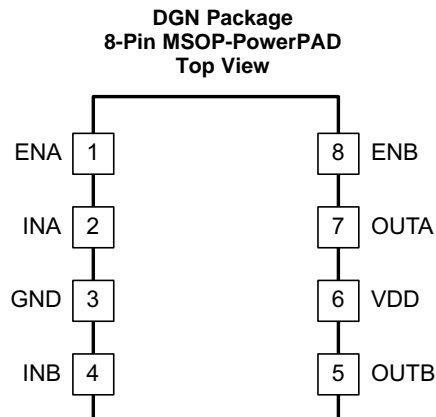 DGN Package
8-Pin MSOP-PowerPAD
Top View
ENA 1 8 ENB
INA 2 7 OUTA
GND 3 6 VDD
INB 4 5 OUTB